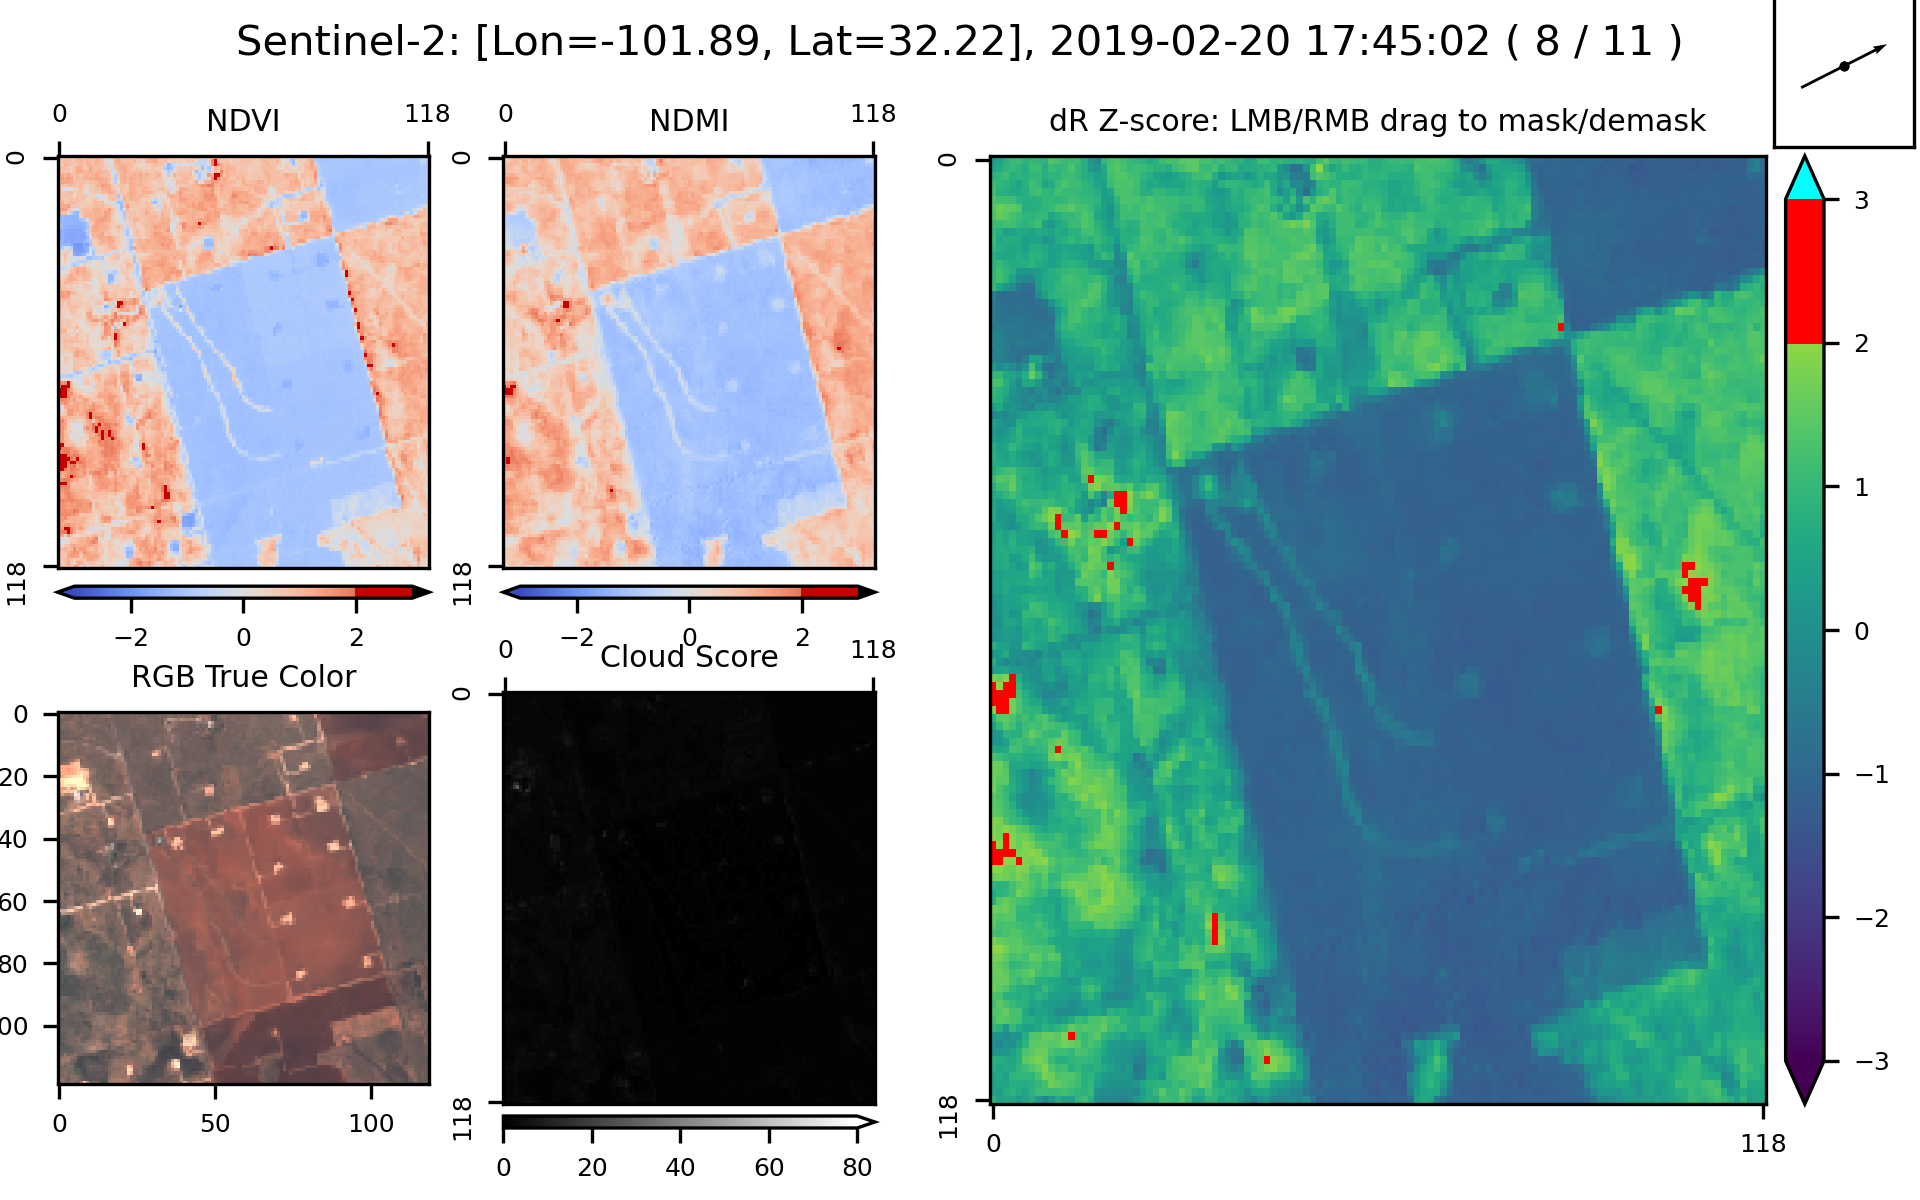 Sentinel-2: [Lon=-101.89, Lat=32.22], 2019-02-20 17:45:02 ( 8 / 11 )
0 118
NDVI
0
118
−2 0 2
0 118
NDMI
0
118
−2 0 2
dR Z-score: LMB/RMB drag to mask/demask
0
118
0 118
3
2
1
0
−1
−2
−3
RGB True Color
0
20
40
60
80
00
0 50 100
0 118
Cloud Score
0
118
0 20 40 60 80